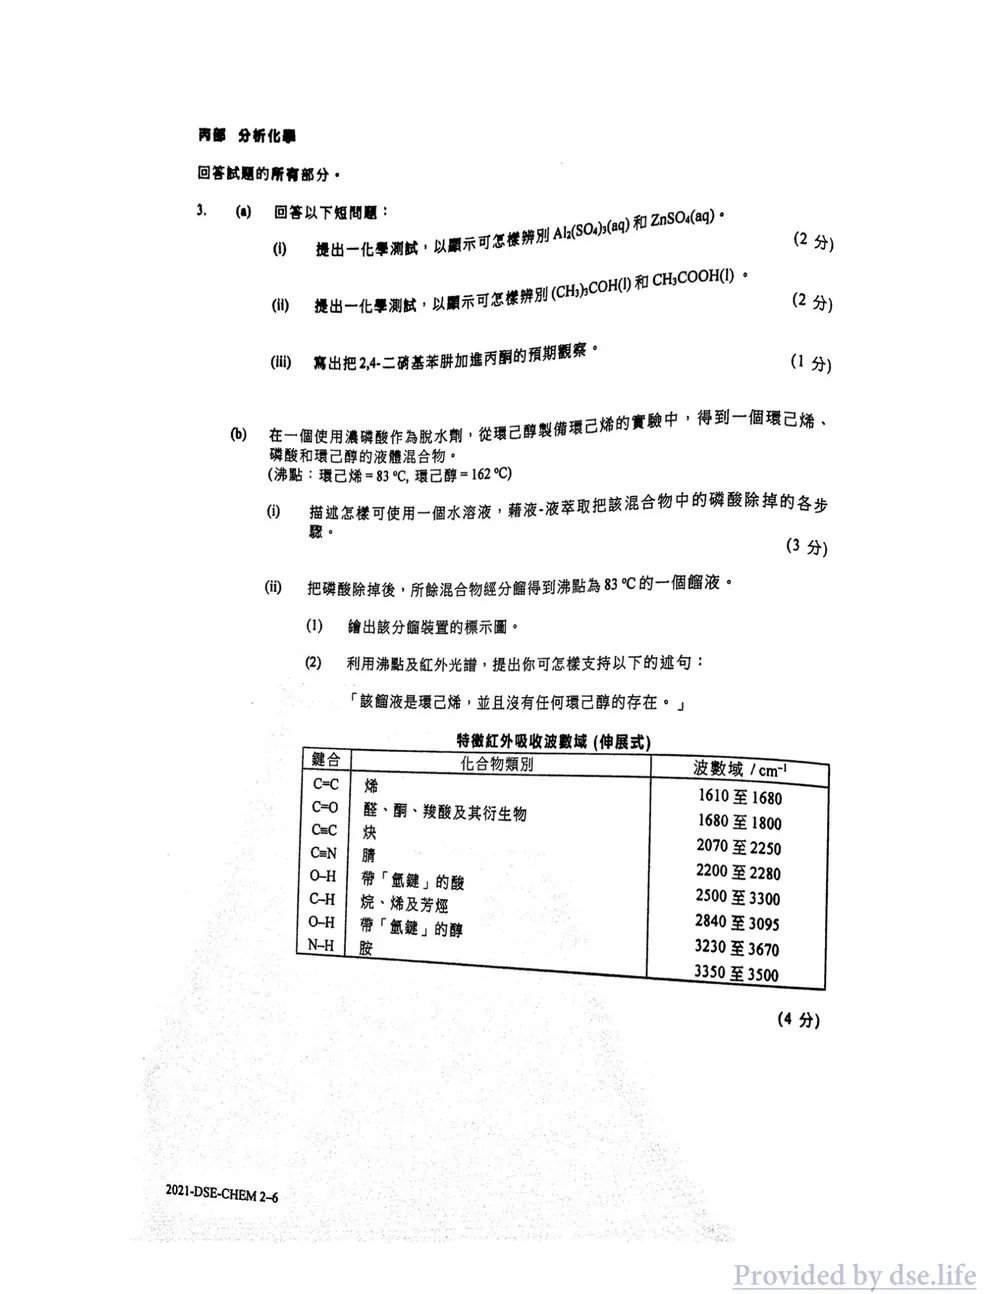 丙部 分析化學
回答試題的所有部分。
3. (a) 回答以下短問題：
(i) 提出一化學測試，以顯示可怎樣辨別 Al₂(SO₄)₃(aq) 和 ZnSO₄(aq)。
(2 分)
(ii) 提出一化學測試，以顯示可怎樣辨別 (CH₃)₃COH(l) 和 CH₃COOH(l) 。
(2 分)
(iii) 寫出把 2,4-二硝基苯肼加進丙酮的預期觀察。
(1 分)
(b) 在一個使用濃磷酸作為脫水劑，從環己醇製備環己烯的實驗中，得到一個環己烯、
磷酸和環己醇的液體混合物。
(沸點：環己烯 = 83 °C, 環己醇 = 162 °C)
(i) 描述怎樣可使用一個水溶液，藉液-液萃取把該混合物中的磷酸除掉的各步
驟。
(3 分)
(ii) 把磷酸除掉後，所餘混合物經分餾得到沸點為 83 °C 的一個餾液。
(1) 繪出該分餾裝置的標示圖。
(2) 利用沸點及紅外光譜，提出你可怎樣支持以下的述句：
「該餾液是環己烯，並且沒有任何環己醇的存在。」
特徵紅外吸收波數域 (伸展式)
鍵合 化合物類別 波數域 / cm⁻¹
C=C 烯 1610 至 1680
C=O 醛、酮、羧酸及其衍生物 1680 至 1800
C≡C 炔 2070 至 2250
C≡N 腈 2200 至 2280
O–H 帶「氫鍵」的酸 2500 至 3300
C–H 烷、烯及芳烴 2840 至 3095
O–H 帶「氫鍵」的醇 3230 至 3670
N–H 胺 3350 至 3500
(4 分)
2021-DSE-CHEM 2–6
Provided by dse.life